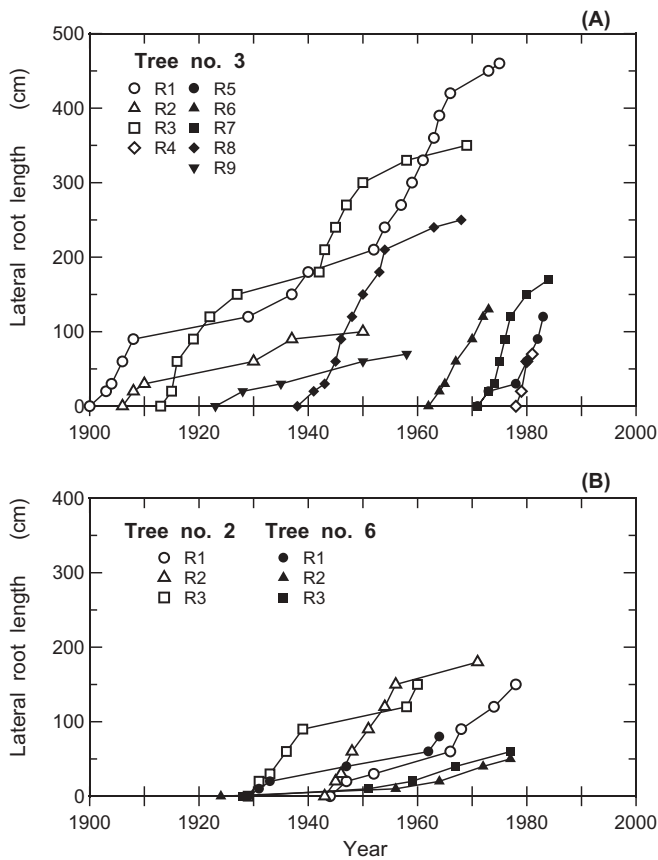 (A)
500
400
300
200
100
0
Lateral root length (cm)
Tree no. 3
R1
R2
R3
R4
R5
R6
R7
R8
R9
1900 1920 1940 1960 1980 2000
(B)
400
300
200
100
0
Lateral root length (cm)
Tree no. 2 Tree no. 6
R1 R1
R2 R2
R3 R3
1900 1920 1940 1960 1980 2000
Year